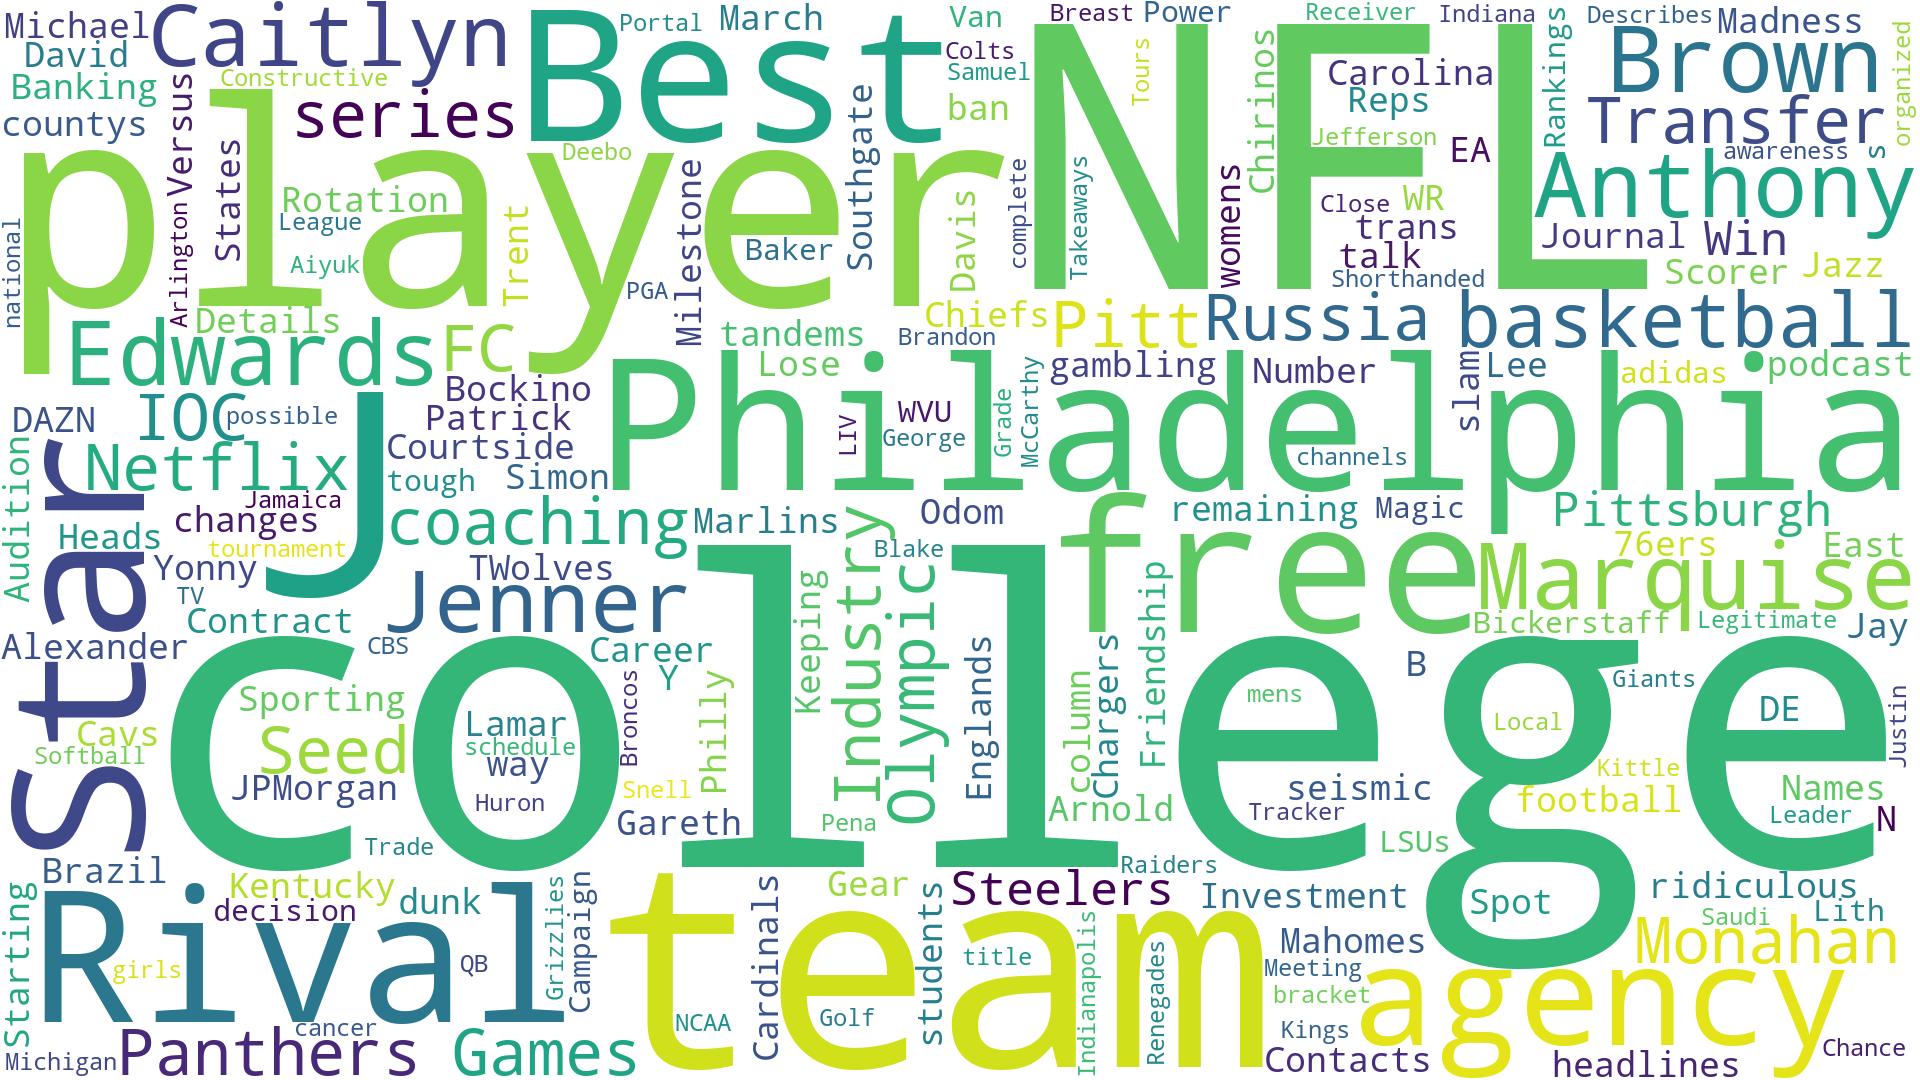 Michael
Caitlyn
Best
Portal
March
Van
Breast
Power
Receiver
Indiana
Describes
Madness
David
Colts
NFL
Rankings
Brown
organized
Banking
Constructive
Samuel
Tours
Chirinos
Carolina
Reps
Transfer
countys
Versus
series
ban
Jefferson
EA
awareness
s
player
States
Deebo
Southgate
Anthony
Rotation
Milestone
Davis
complete
Takeaways
womens
Close
WR
trans
Journal
Win
League
Trent
Baker
talk
Scorer
Jazz
national
Arlington
Aiyuk
PGA
Shorthanded
Details
Edwards
FC
tandems
Chiefs
Brandon
Pitt
Russia
basketball
Bockino
Lose
gambling
Number
slam
Lee
adidas
podcast
DAZN
IOC
possible
J
Patrick
Philadelphia
LIV
WVU
George
Grade
McCarthy
Courtside
channels
Audition
Star
Netflix
tough
Simon
Jamaica
changes
coaching
Marlins
Odom
free
remaining
Magic
Pittsburgh
Heads
tournament
Blake
76ers
East
Yonny
TWolves
Marquise
TV
Contract
Jenner
Keeping
Industry
Olympic
Friendship
Bickerstaff
Legitimate
Jay
Alexander
CBS
Career
college
Englands
Chargers
column
B
Giants
Y
Philly
Broncos
Sporting
Lamar
mens
DE
Justin
Cavs
Softball
Seed
schedule
way
Local
Kittle
JPMorgan
Huron
Snell
seismic
football
Names
Gareth
Pena
Arnold
Tracker
Leader
N
Trade
LSUs
Brazil
Raiders
Kentucky
Gear
Steelers
Investment
Spot
ridiculous
Starting
Rival
decision
dunk
Grizzlies
Campaign
team
Cardinals
students
Saudi
Lith
Mahomes
Monahan
girls
QB
title
Indianapolis
Renegades
Meeting
agency
bracket
cancer
NCAA
Golf
Kings
Michigan
Panthers
Games
Contacts
headlines
Chance